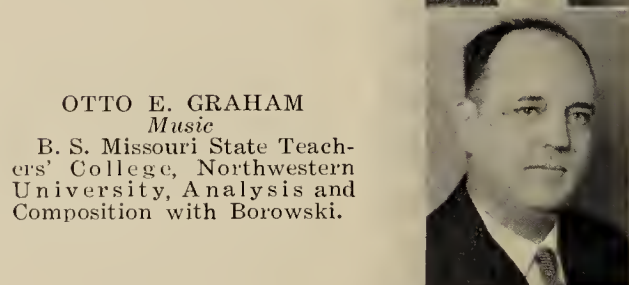 OTTO E. GRAHAM
Music
B. S. Missouri State Teach-
ers' College, Northwestern
University, Analysis and
Composition with Borowski.